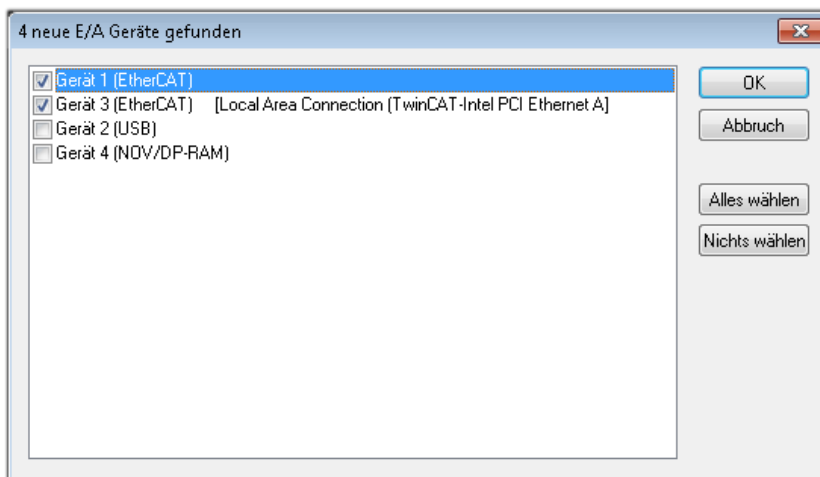 4 neue E/A Geräte gefunden
Gerät 1 (EtherCAT)
Gerät 3 (EtherCAT) [Local Area Connection (TwinCAT-Intel PCI Ethernet A]
Gerät 2 (USB)
Gerät 4 (NOV/DP-RAM)
OK
Abbruch
Alles wählen
Nichts wählen